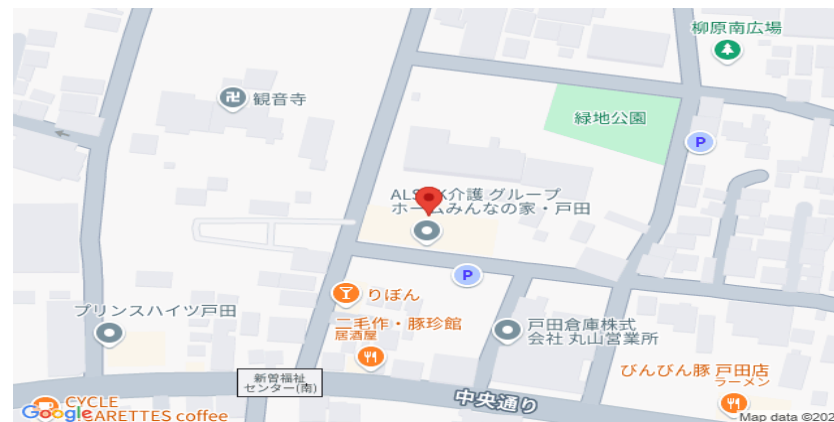 柳原南広場
観音寺
緑地公園
P
ALSOK介護 グループ
ホームみんなの家・戸田
P
りぼん
プリンスハイツ戸田
二毛作・豚珍館
居酒屋
戸田倉庫株式
会社 丸山営業所
びんびん豚 戸田店
ラーメン
新曽福祉
センター(南)
中央通り
CYCLE
CIGARETTES coffee
Google
Map data ©202